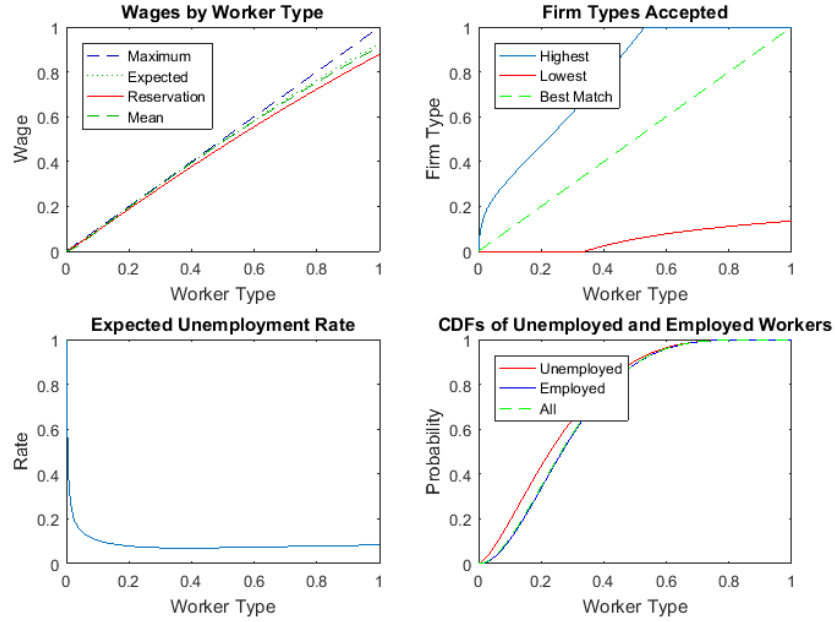 Wages by Worker Type
1
0.8
0.6
0.4
0.2
0
Wage
Maximum
Expected
Reservation
Mean
0 0.2 0.4 0.6 0.8 1
Worker Type
Firm Types Accepted
1
0.8
0.6
0.4
0.2
0
Firm Type
Highest
Lowest
Best Match
0 0.2 0.4 0.6 0.8 1
Worker Type
Expected Unemployment Rate
1
0.8
0.6
0.4
0.2
0
Rate
0 0.2 0.4 0.6 0.8 1
Worker Type
CDFs of Unemployed and Employed Workers
1
0.8
0.6
0.4
0.2
0
Probability
Unemployed
Employed
All
0 0.2 0.4 0.6 0.8 1
Worker Type